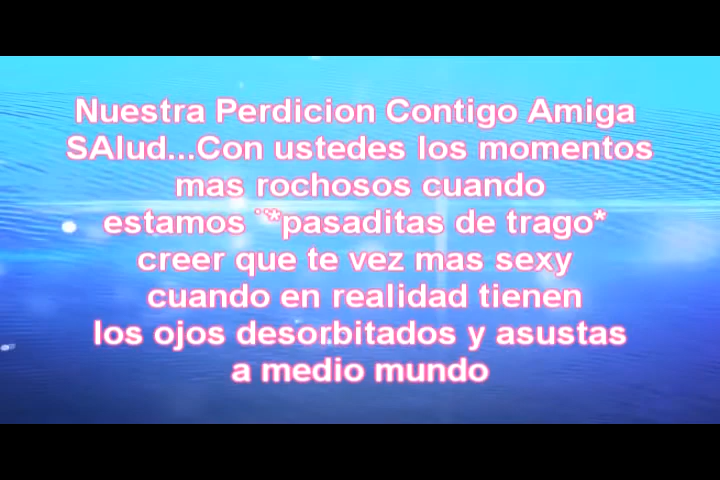 Nuestra Perdicion Contigo Amiga
SAlud...Con ustedes los momentos
mas rochosos cuando
estamos ¨*pasaditas de trago*
creer que te vez mas sexy
cuando en realidad tienen
los ojos desorbitados y asustas
a medio mundo